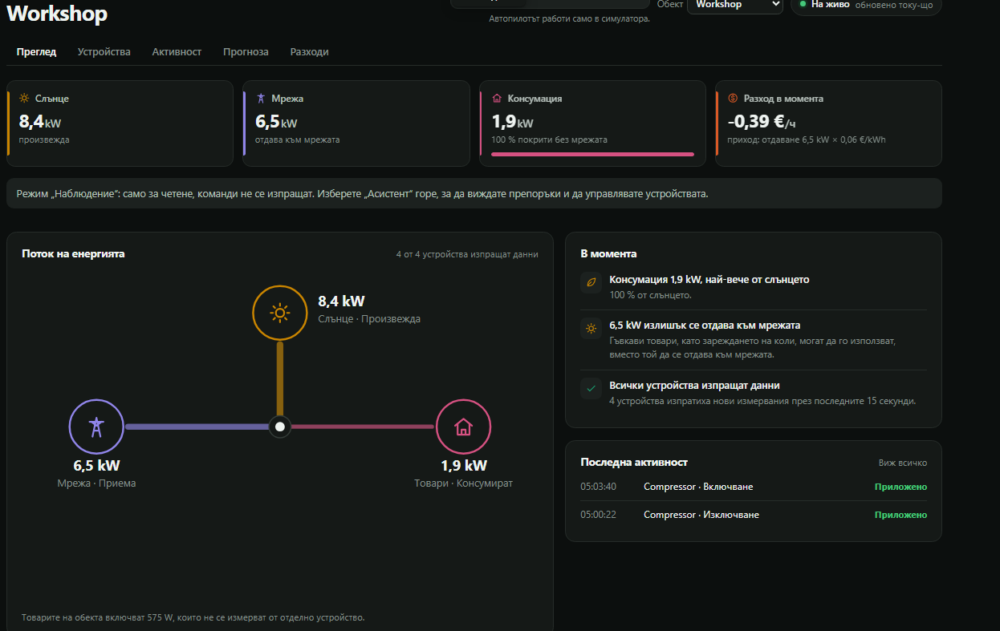 Workshop
Обект
Workshop
На живо обновено току-що
Автопилотът работи само в симулатора.
Преглед Устройства Активност Прогноза Разходи
Слънце
8,4 kW
произвежда
Мрежа
6,5 kW
отдава към мрежата
Консумация
1,9 kW
100 % покрити без мрежата
Разход в момента
-0,39 €/ч
приход: отдаване 6,5 kW × 0,06 €/kWh
Режим „Наблюдение“: само за четене, команди не се изпращат. Изберете „Асистент“ горе, за да виждате препоръки и да управлявате устройствата.
Поток на енергията
4 от 4 устройства изпращат данни
8,4 kW
Слънце · Произвежда
6,5 kW
Мрежа · Приема
1,9 kW
Товари · Консумират
Товарите на обекта включват 575 W, които не се измерват от отделно устройство.
В момента
Консумация 1,9 kW, най-вече от слънцето
100 % от слънцето.
6,5 kW излишък се отдава към мрежата
Гъвкави товари, като зареждането на коли, могат да го използват,
вместо той да се отдава към мрежата.
Всички устройства изпращат данни
4 устройства изпратиха нови измервания през последните 15 секунди.
Последна активност
Виж всичко
05:03:40 Compressor · Включване Приложено
05:00:22 Compressor · Изключване Приложено